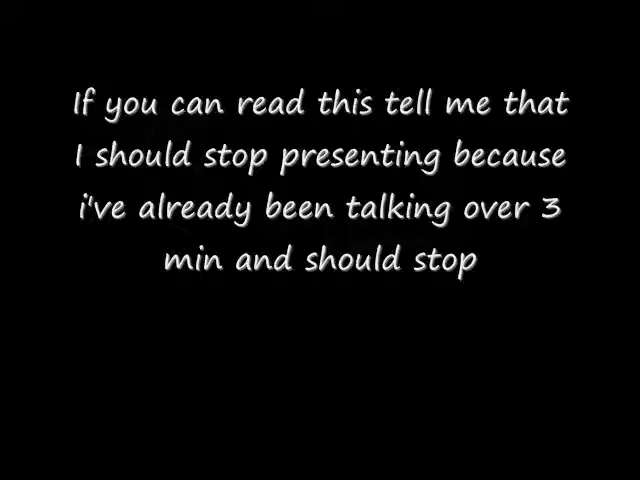 If you can read this tell me that
I should stop presenting because
i've already been talking over 3
min and should stop